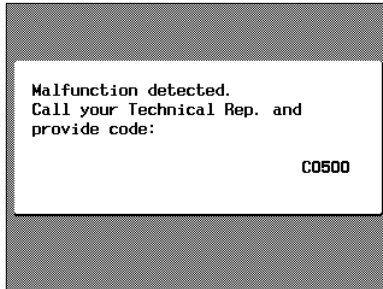 Malfunction detected.
Call your Technical Rep. and
provide code:
C0500